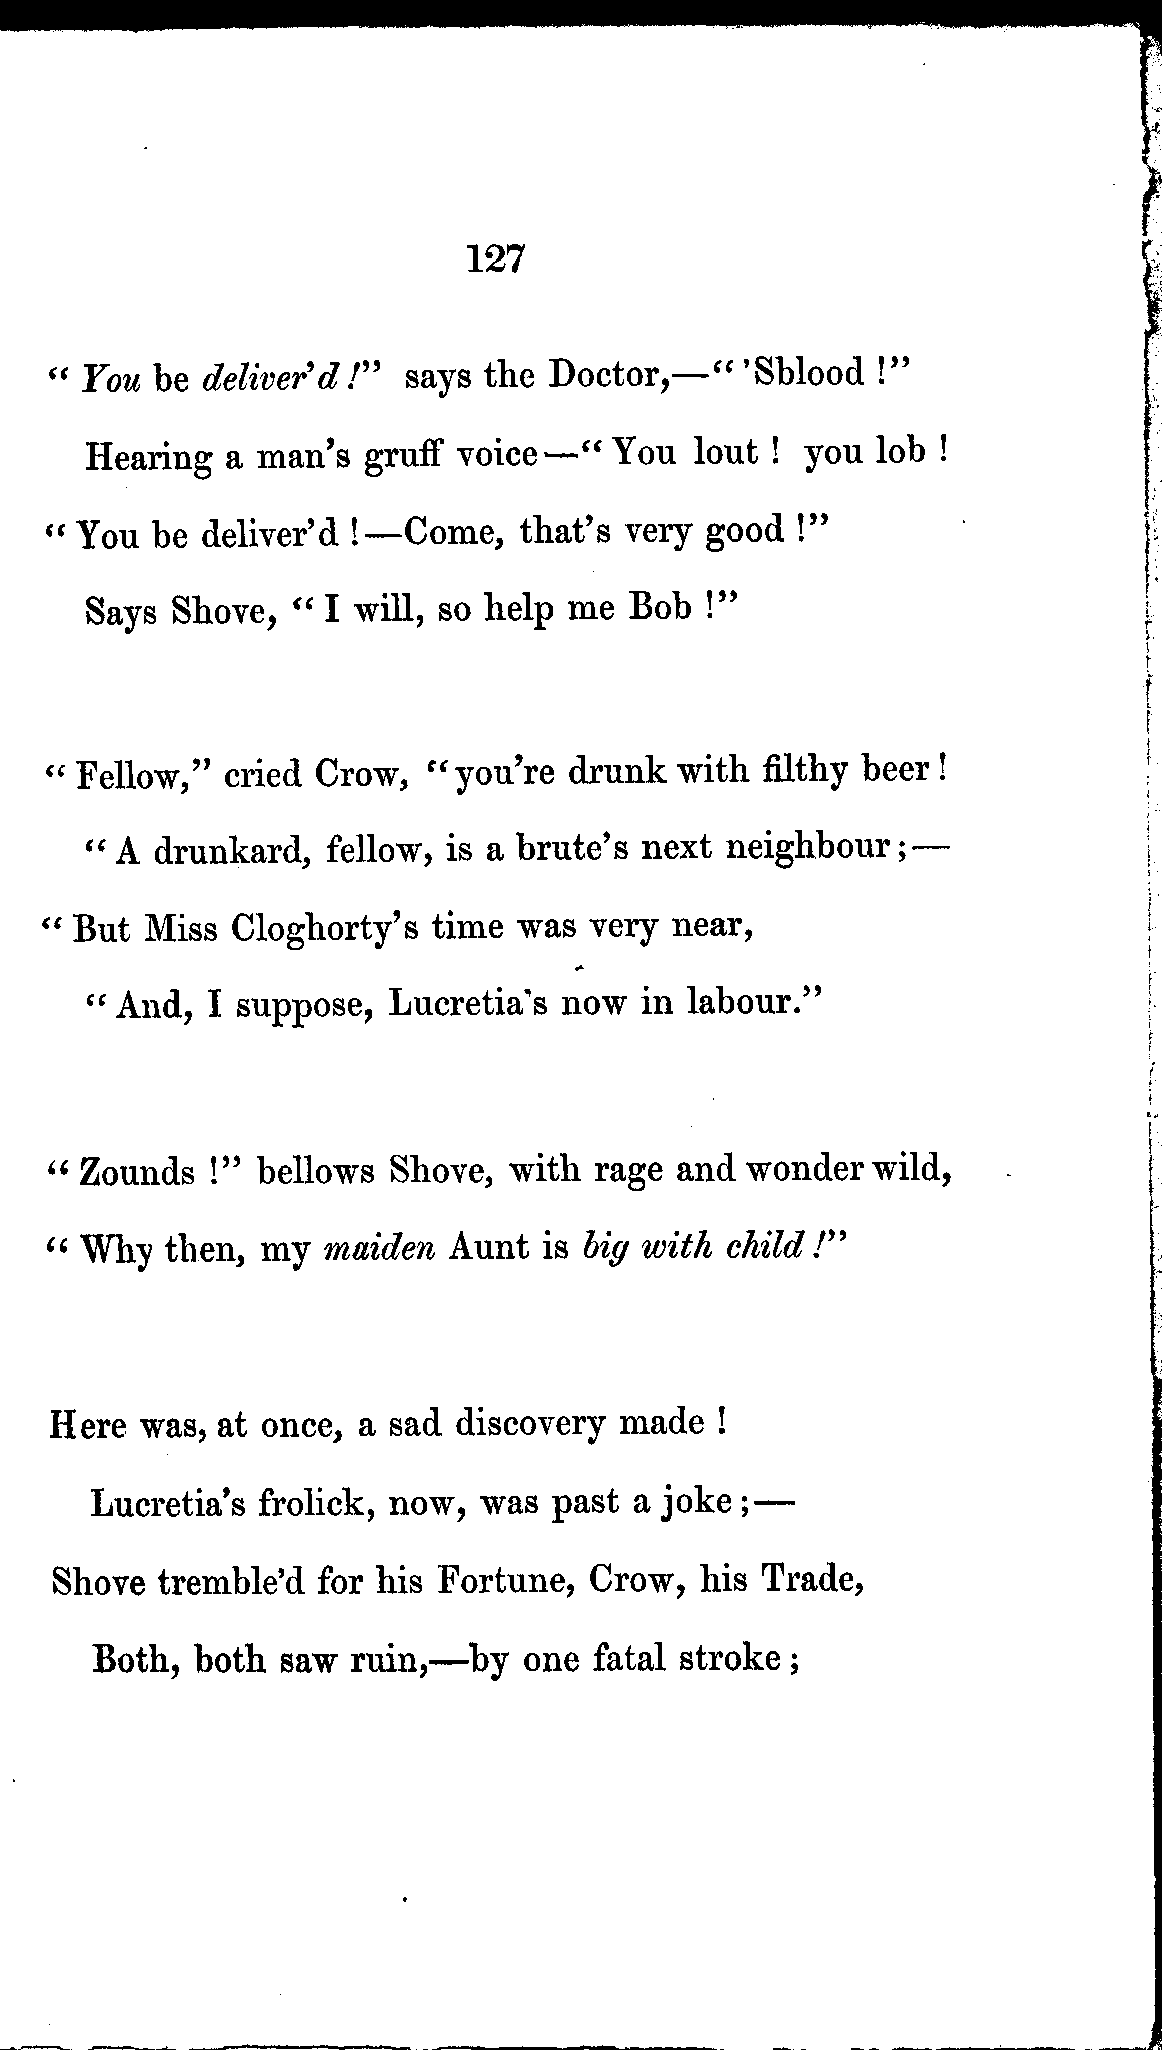 127
“ You be deliver’d !” says the Doctor,—“ ’Sblood !”
Hearing a man’s gruff voice—“ You lout ! you lob !
“ You be deliver’d !—Come, that’s very good !”
Says Shove, “ I will, so help me Bob !”
“ Fellow,” cried Crow, “ you’re drunk with filthy beer !
“ A drunkard, fellow, is a brute’s next neighbour ;—
“ But Miss Cloghorty’s time was very near,
“ And, I suppose, Lucretia’s now in labour.”
“ Zounds !” bellows Shove, with rage and wonder wild,
“ Why then, my maiden Aunt is big with child !”
Here was, at once, a sad discovery made !
Lucretia’s frolick, now, was past a joke ;—
Shove tremble’d for his Fortune, Crow, his Trade,
Both, both saw ruin,—by one fatal stroke ;